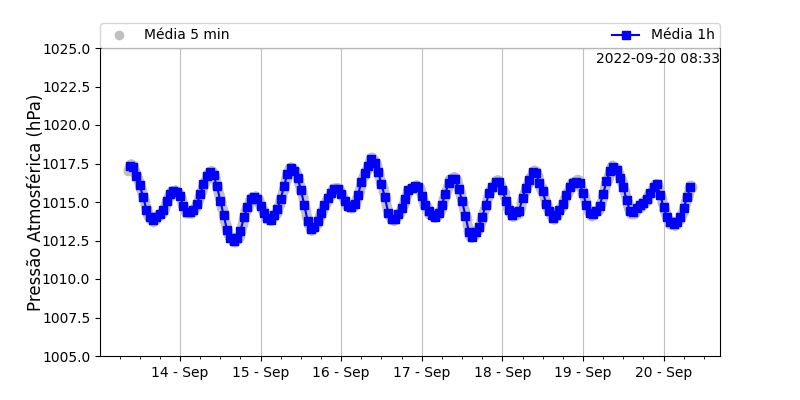 Média 5 min
Média 1h
2022-09-20 08:33
Pressão Atmosférica (hPa)
1025.0
1022.5
1020.0
1017.5
1015.0
1012.5
1010.0
1007.5
1005.0
14 - Sep
15 - Sep
16 - Sep
17 - Sep
18 - Sep
19 - Sep
20 - Sep